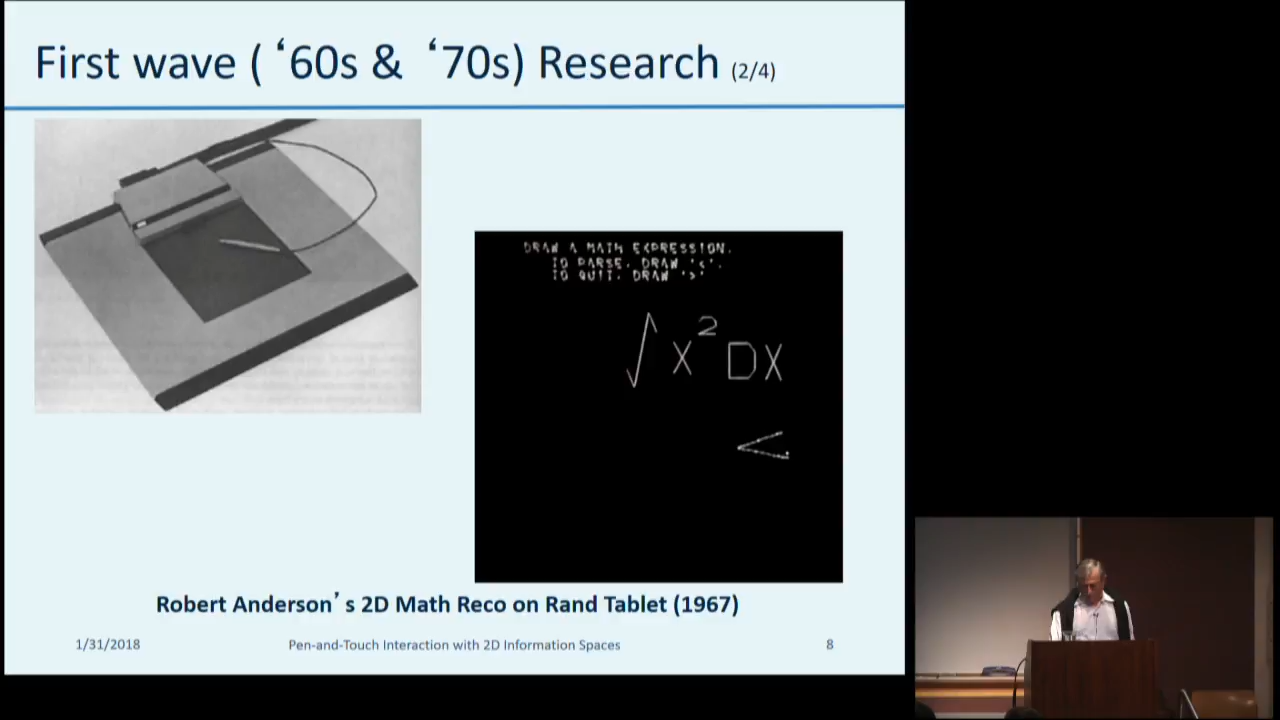 First wave ( ‘60s & ‘70s) Research (2/4)
DRAW A MATH EXPRESSION.
TO PARSE, DRAW '<'.
TO QUIT, DRAW '>'
∫ X² DX
<
Robert Anderson’s 2D Math Reco on Rand Tablet (1967)
1/31/2018
Pen-and-Touch Interaction with 2D Information Spaces
8